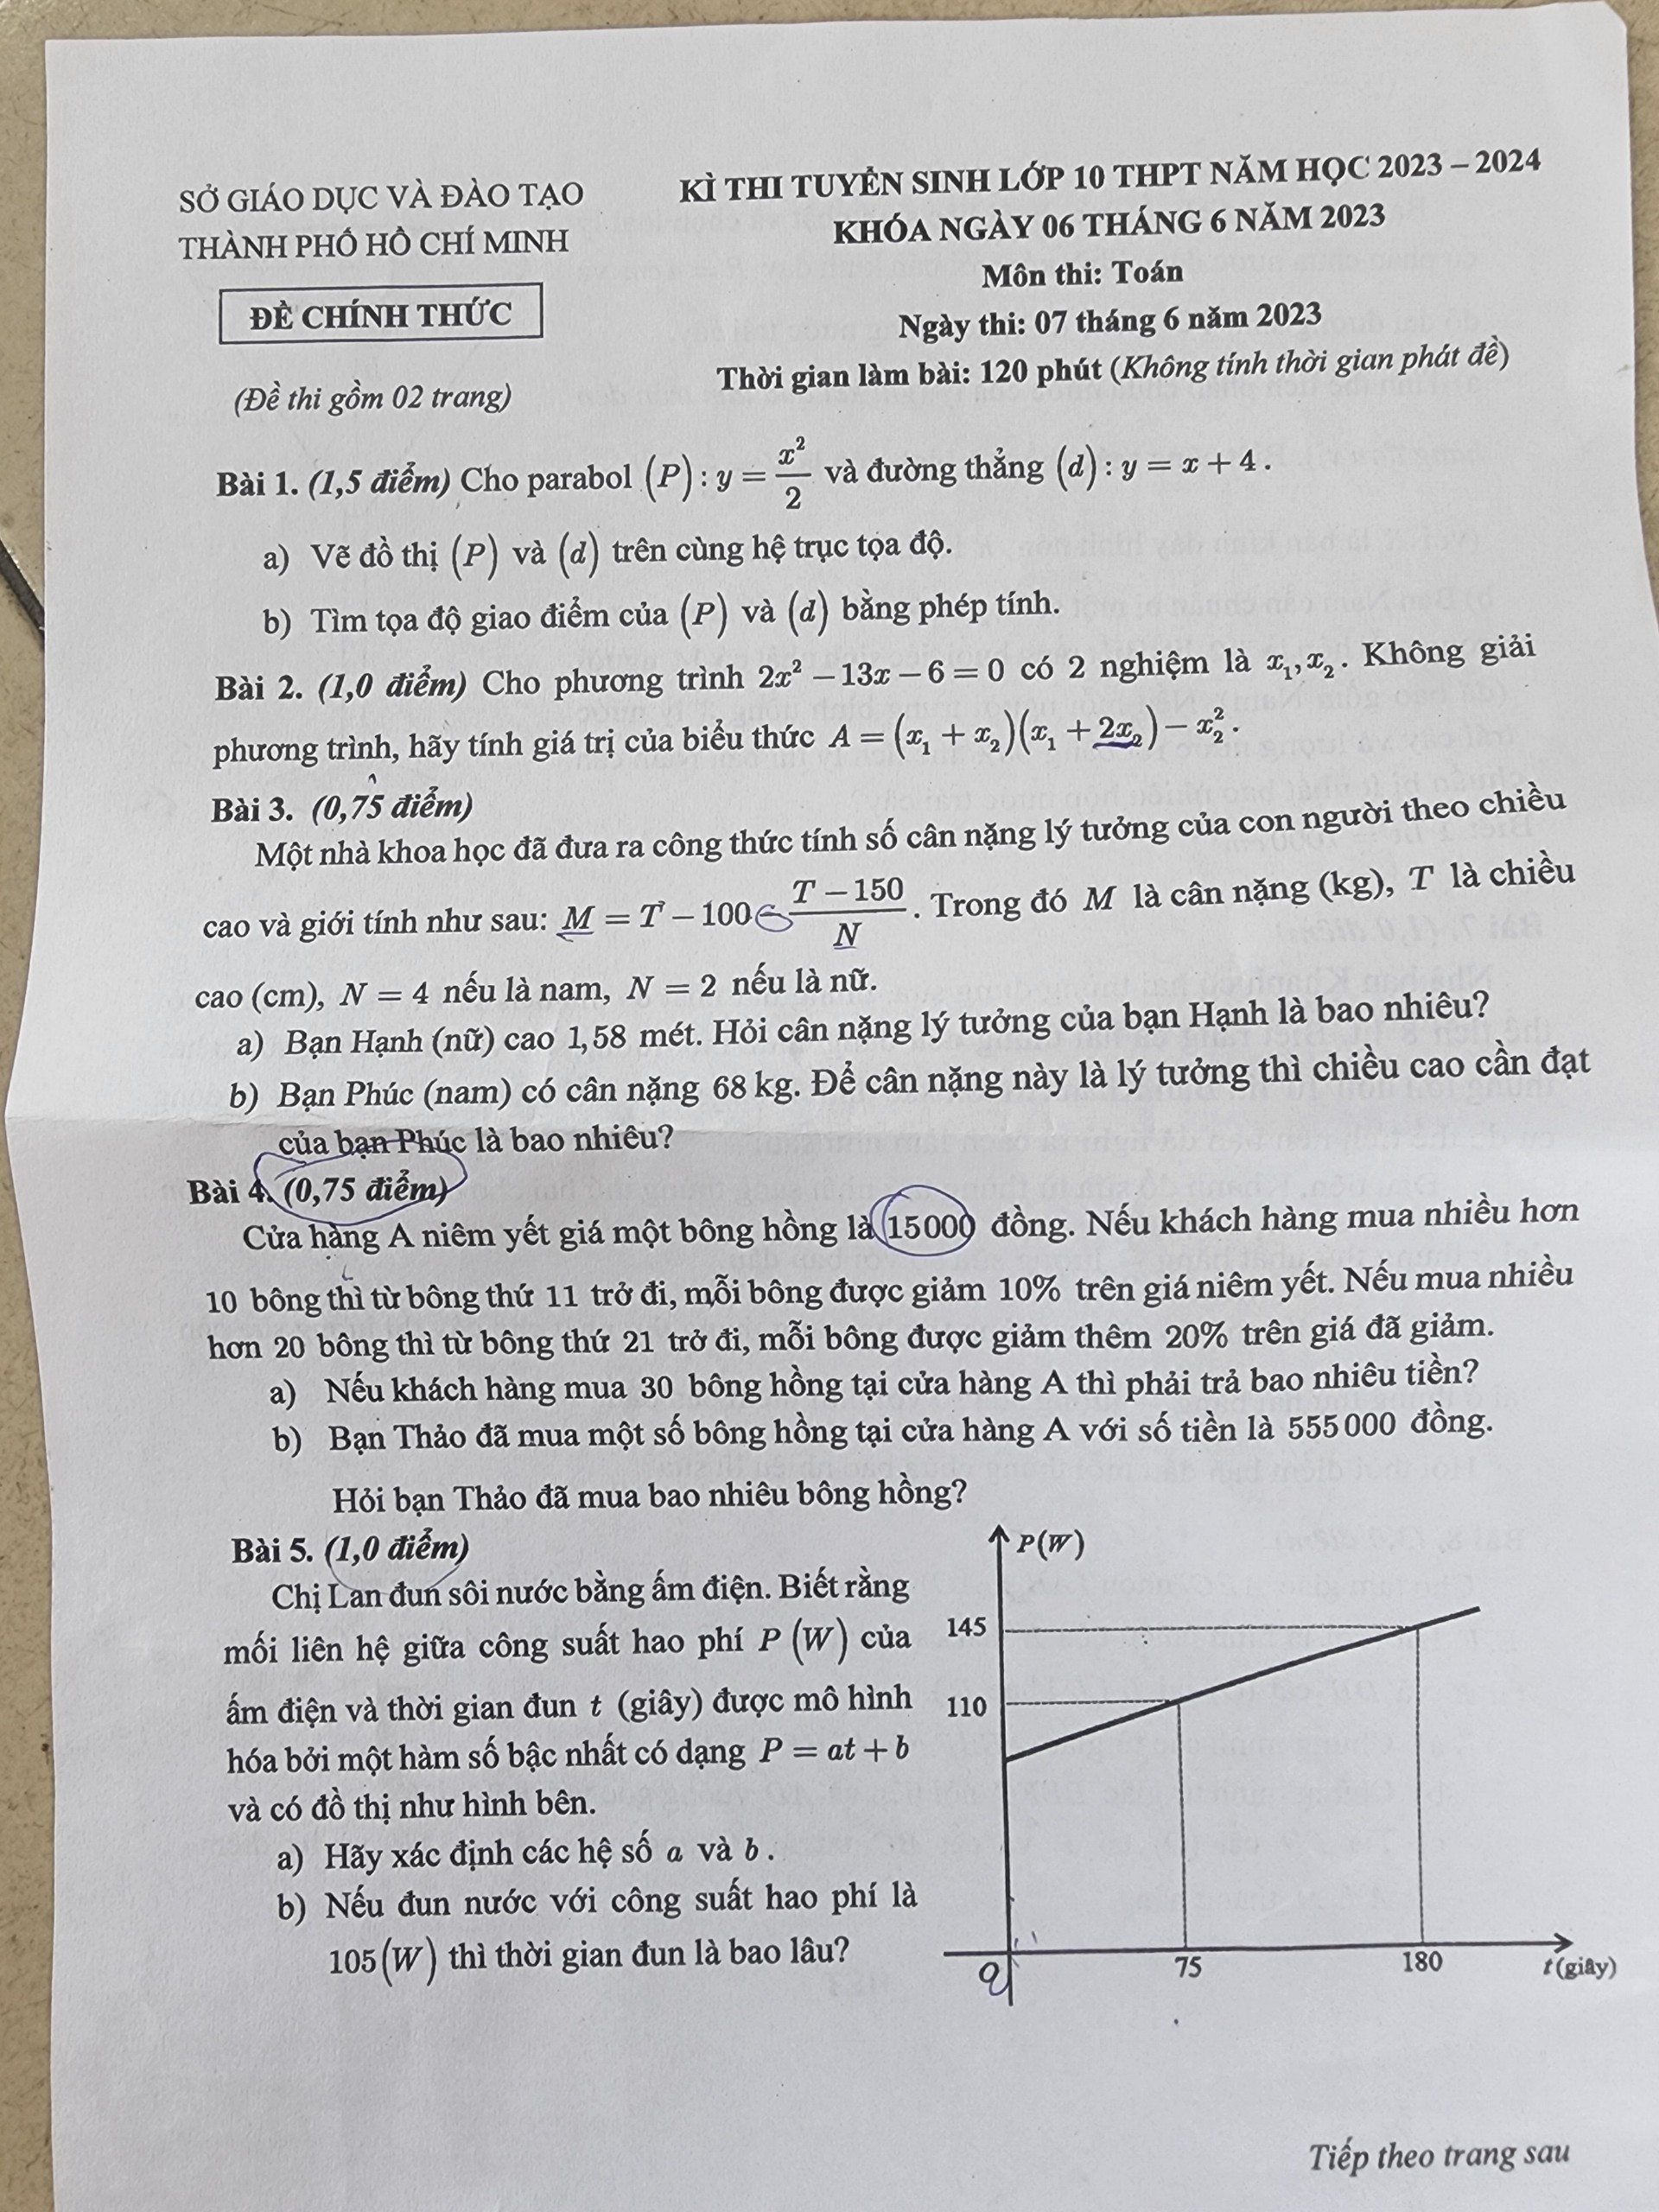 SỞ GIÁO DỤC VÀ ĐÀO TẠO
THÀNH PHỐ HỒ CHÍ MINH
ĐỀ CHÍNH THỨC
(Đề thi gồm 02 trang)
KÌ THI TUYỂN SINH LỚP 10 THPT NĂM HỌC 2023 – 2024
KHÓA NGÀY 06 THÁNG 6 NĂM 2023
Môn thi: Toán
Ngày thi: 07 tháng 6 năm 2023
Thời gian làm bài: 120 phút (Không tính thời gian phát đề)
Bài 1. (1,5 điểm) Cho parabol (P) : y = x²/2 và đường thẳng (d) : y = x + 4.
a) Vẽ đồ thị (P) và (d) trên cùng hệ trục tọa độ.
b) Tìm tọa độ giao điểm của (P) và (d) bằng phép tính.
Bài 2. (1,0 điểm) Cho phương trình 2x² – 13x – 6 = 0 có 2 nghiệm là x₁, x₂. Không giải
phương trình, hãy tính giá trị của biểu thức A = (x₁ + x₂)(x₁ + 2x₂) – x₂².
Bài 3. (0,75 điểm)
Một nhà khoa học đã đưa ra công thức tính số cân nặng lý tưởng của con người theo chiều
cao và giới tính như sau: M = T – 100 – (T – 150)/N. Trong đó M là cân nặng (kg), T là chiều
cao (cm), N = 4 nếu là nam, N = 2 nếu là nữ.
a) Bạn Hạnh (nữ) cao 1,58 mét. Hỏi cân nặng lý tưởng của bạn Hạnh là bao nhiêu?
b) Bạn Phúc (nam) có cân nặng 68 kg. Để cân nặng này là lý tưởng thì chiều cao cần đạt
của bạn Phúc là bao nhiêu?
Bài 4. (0,75 điểm)
Cửa hàng A niêm yết giá một bông hồng là 15000 đồng. Nếu khách hàng mua nhiều hơn
10 bông thì từ bông thứ 11 trở đi, mỗi bông được giảm 10% trên giá niêm yết. Nếu mua nhiều
hơn 20 bông thì từ bông thứ 21 trở đi, mỗi bông được giảm thêm 20% trên giá đã giảm.
a) Nếu khách hàng mua 30 bông hồng tại cửa hàng A thì phải trả bao nhiêu tiền?
b) Bạn Thảo đã mua một số bông hồng tại cửa hàng A với số tiền là 555000 đồng.
Hỏi bạn Thảo đã mua bao nhiêu bông hồng?
Bài 5. (1,0 điểm)
Chị Lan đun sôi nước bằng ấm điện. Biết rằng
mối liên hệ giữa công suất hao phí P (W) của
ấm điện và thời gian đun t (giây) được mô hình
hóa bởi một hàm số bậc nhất có dạng P = at + b
và có đồ thị như hình bên.
a) Hãy xác định các hệ số a và b.
b) Nếu đun nước với công suất hao phí là
105(W) thì thời gian đun là bao lâu?
P(W)
145
110
75
180
t (giây)
Tiếp theo trang sau